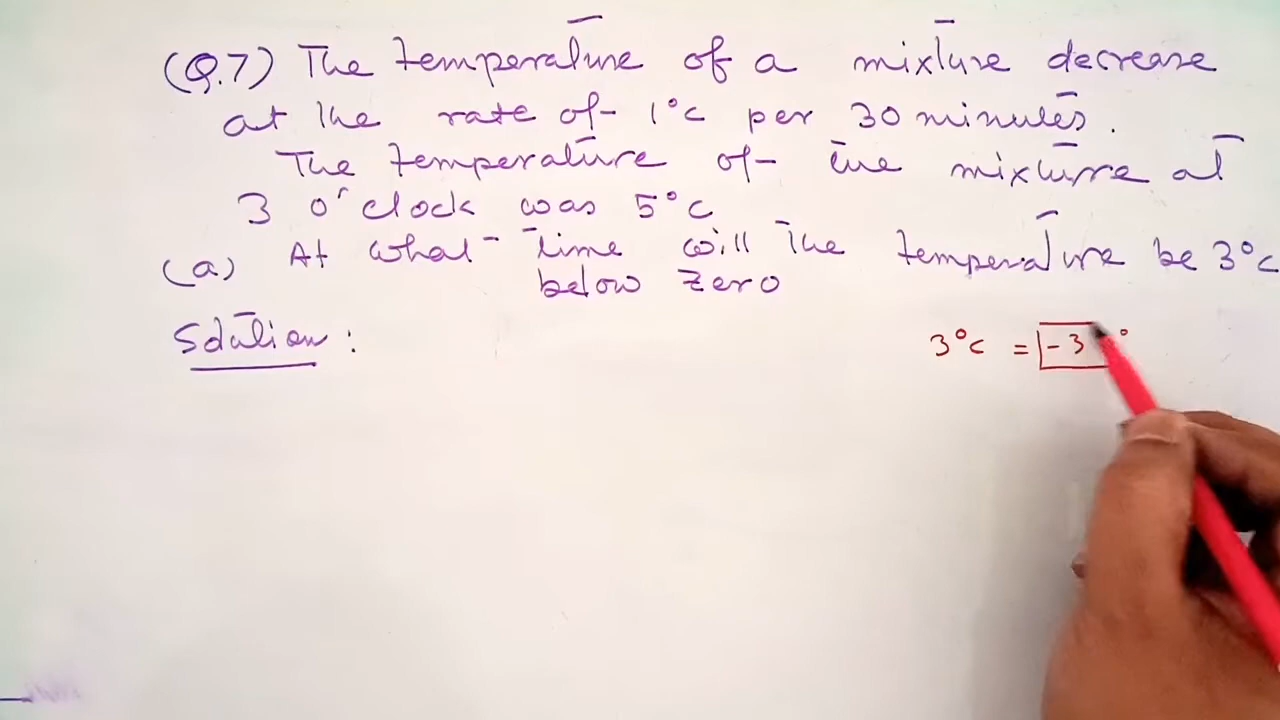 (Q.7) The temperature of a mixture decrease
at the rate of 1°C per 30 minutes.
The temperature of the mixture at
3 o'clock was 5°C
(a) At what time will the temperature be 3°C
below zero
Solution :
3°C = -3 °